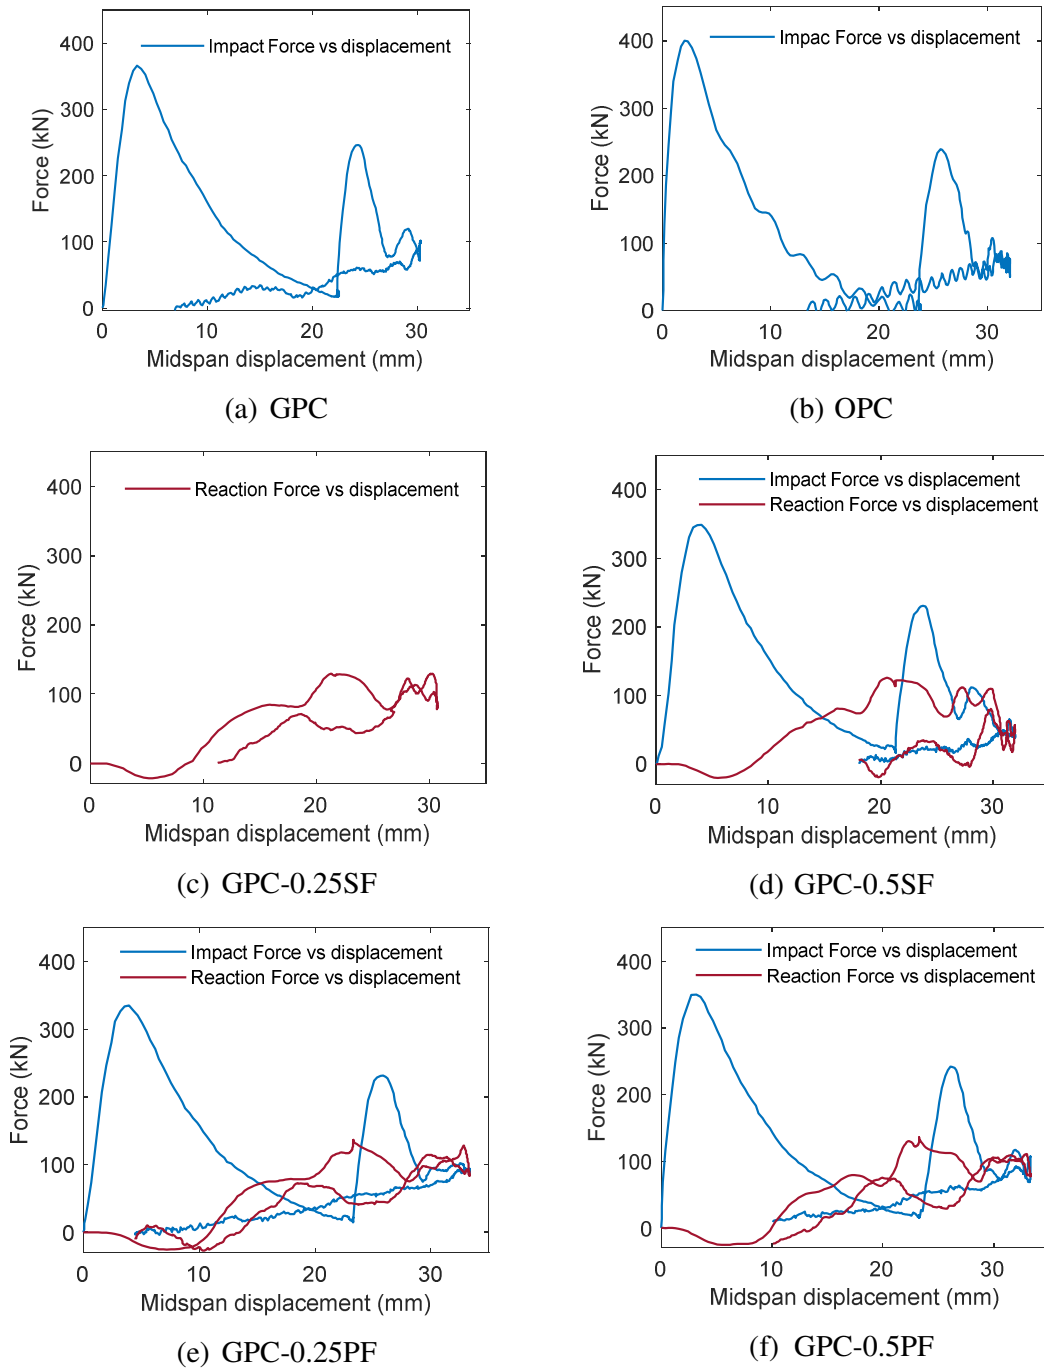 Impact Force vs displacement
400
300
200
100
0
Force (kN)
0 10 20 30
Midspan displacement (mm)
(a) GPC
Impac Force vs displacement
400
300
200
100
0
Force (kN)
0 10 20 30
Midspan displacement (mm)
(b) OPC
Reaction Force vs displacement
400
300
200
100
0
Force (kN)
0 10 20 30
Midspan displacement (mm)
(c) GPC-0.25SF
Impact Force vs displacement
Reaction Force vs displacement
400
300
200
100
0
Force (kN)
0 10 20 30
Midspan displacement (mm)
(d) GPC-0.5SF
Impact Force vs displacement
Reaction Force vs displacement
400
300
200
100
0
Force (kN)
0 10 20 30
Midspan displacement (mm)
(e) GPC-0.25PF
Impact Force vs displacement
Reaction Force vs displacement
400
300
200
100
0
Force (kN)
0 10 20 30
Midspan displacement (mm)
(f) GPC-0.5PF